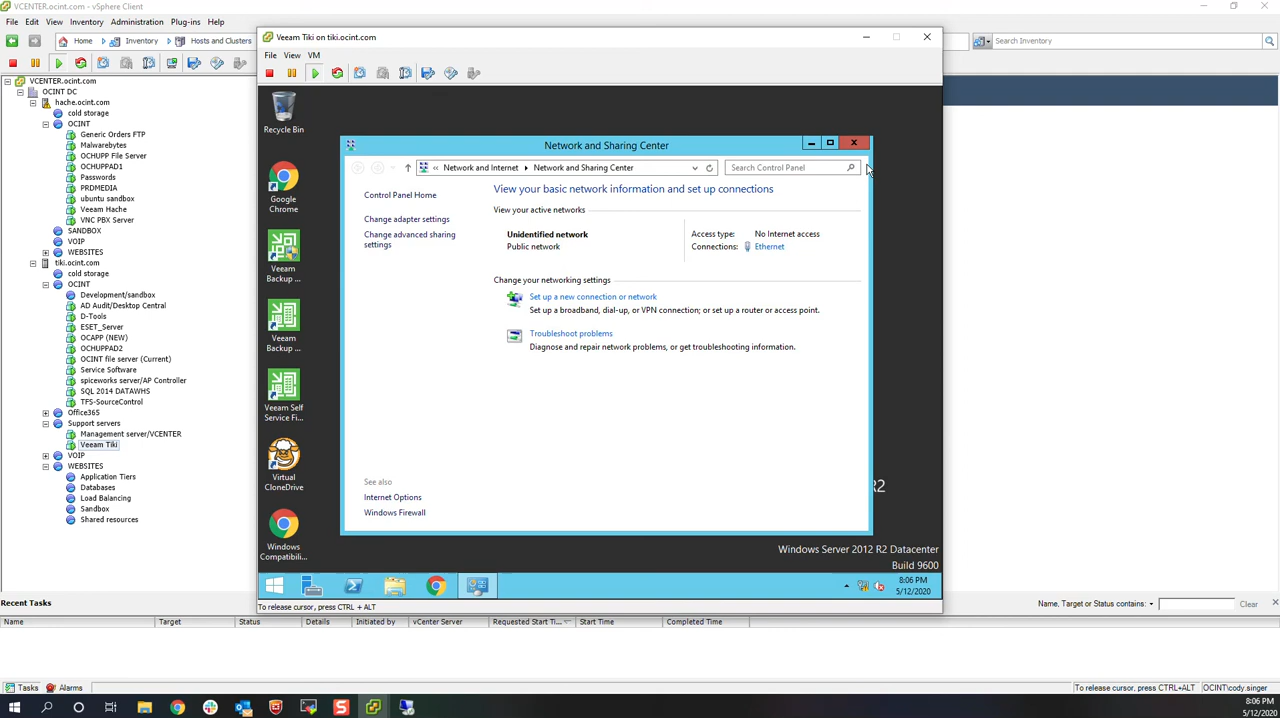 VCENTER.ocint.com - vSphere Client
File Edit View Inventory Administration Plug-ins Help
Home Inventory Hosts and Clusters
Search Inventory
VCENTER.ocint.com
OCINT DC
hache.ocint.com
cold storage
OCINT
Generic Orders FTP
Malwarebytes
OCHUPP File Server
OCHUPPAD1
Passwords
PRDMEDIA
ubuntu sandbox
Veeam Hache
VNC PBX Server
SANDBOX
VOIP
WEBSITES
tiki.ocint.com
cold storage
OCINT
Development/sandbox
AD Audit/Desktop Central
D-Tools
ESET_Server
OCAPP (NEW)
OCHUPPAD2
OCINT file server (Current)
Service Software
spiceworks server/AP Controller
SQL 2014 DATAWHS
TFS-SourceControl
Office365
Support servers
Management server/VCENTER
Veeam Tiki
VOIP
WEBSITES
Application Tiers
Databases
Load Balancing
Sandbox
Shared resources
Veeam Tiki on tiki.ocint.com
File View VM
Recycle Bin
Google
Chrome
Veeam
Backup ...
Veeam
Backup ...
Veeam Self
Service Fi...
Virtual
CloneDrive
Windows
Compatibili...
Network and Sharing Center
« Network and Internet Network and Sharing Center
Search Control Panel
Control Panel Home
Change adapter settings
Change advanced sharing
settings
View your basic network information and set up connections
View your active networks
Unidentified network
Public network
Access type: No Internet access
Connections: Ethernet
Change your networking settings
Set up a new connection or network
Set up a broadband, dial-up, or VPN connection; or set up a router or access point.
Troubleshoot problems
Diagnose and repair network problems, or get troubleshooting information.
See also
Internet Options
Windows Firewall
R2
Windows Server 2012 R2 Datacenter
Build 9600
8:06 PM
5/12/2020
To release cursor, press CTRL + ALT
Recent Tasks
Name, Target or Status contains: Clear
Name Target Status Details Initiated by vCenter Server Requested Start Ti... Start Time Completed Time
Tasks Alarms
To release cursor, press CTRL+ALT OCINT\cody.singer
8:06 PM
5/12/2020